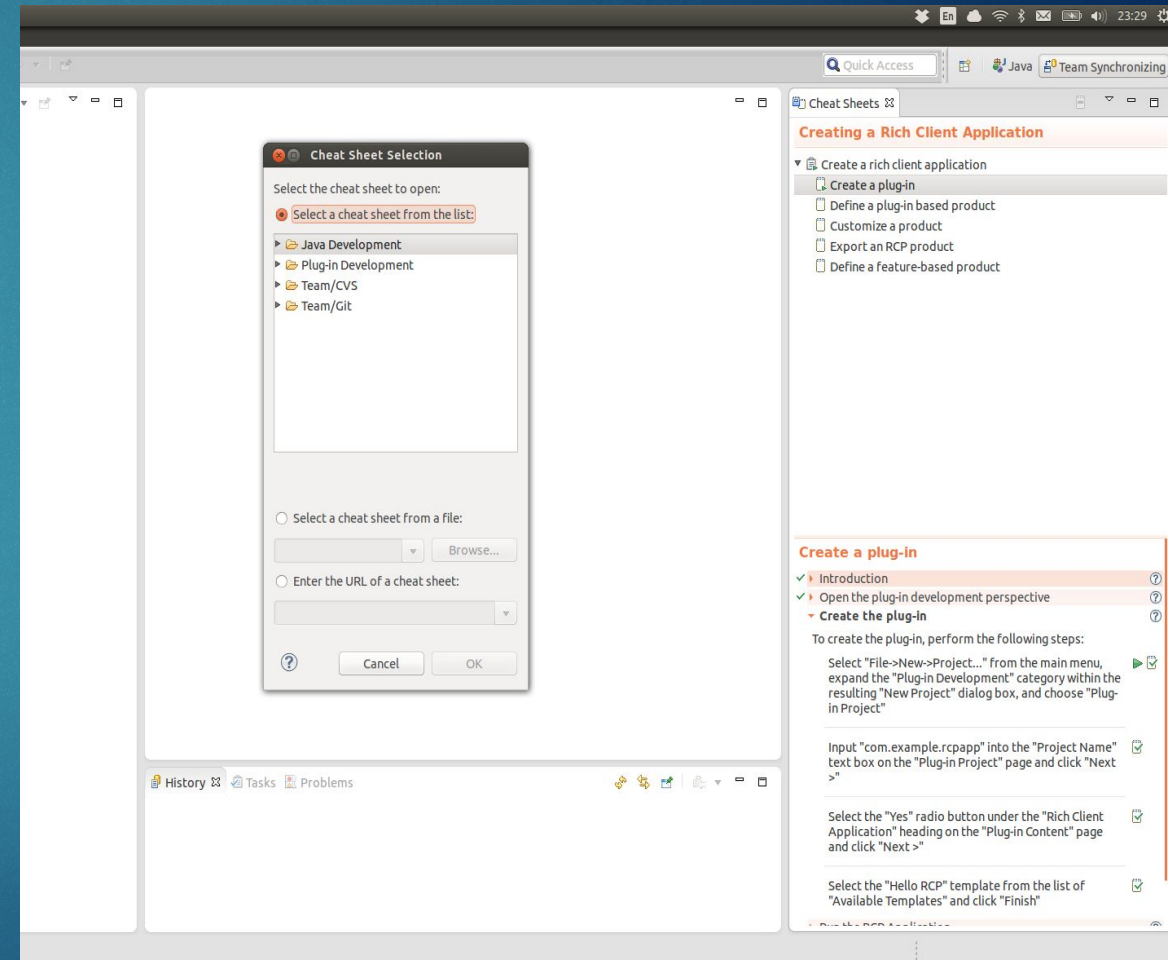 En 23:29
Quick Access
Java
Team Synchronizing
Cheat Sheet Selection
Select the cheat sheet to open:
Select a cheat sheet from the list:
Java Development
Plug-in Development
Team/CVS
Team/Git
Select a cheat sheet from a file:
Browse...
Enter the URL of a cheat sheet:
Cancel
OK
History
Tasks
Problems
Cheat Sheets
Creating a Rich Client Application
Create a rich client application
Create a plug-in
Define a plug-in based product
Customize a product
Export an RCP product
Define a feature-based product
Create a plug-in
Introduction
Open the plug-in development perspective
Create the plug-in
To create the plug-in, perform the following steps:
Select "File->New->Project..." from the main menu,
expand the "Plug-in Development" category within the
resulting "New Project" dialog box, and choose "Plug-
in Project"
Input "com.example.rcpapp" into the "Project Name"
text box on the "Plug-in Project" page and click "Next
>"
Select the "Yes" radio button under the "Rich Client
Application" heading on the "Plug-in Content" page
and click "Next >"
Select the "Hello RCP" template from the list of
"Available Templates" and click "Finish"